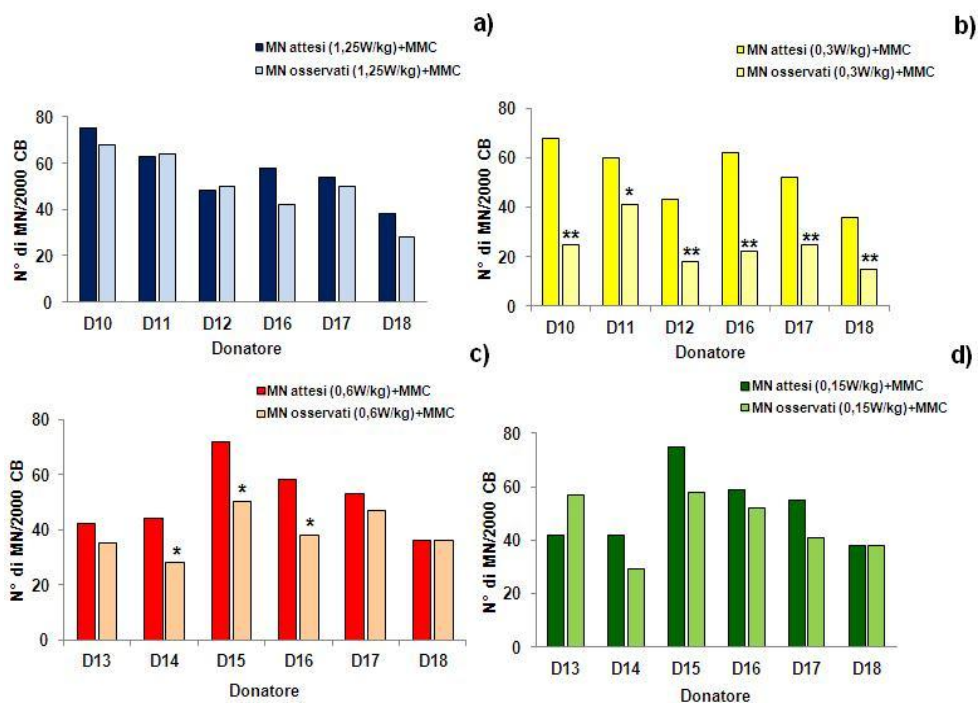 a)
MN attesi (1,25W/kg)+MMC
MN osservati (1,25W/kg)+MMC
N° di MN/2000 CB
80
60
40
20
0
D10 D11 D12 D16 D17 D18
Donatore
b)
MN attesi (0,3W/kg)+MMC
MN osservati (0,3W/kg)+MMC
N° di MN/2000 CB
80
60
40
20
0
** * ** ** ** **
D10 D11 D12 D16 D17 D18
Donatore
c)
MN attesi (0,6W/kg)+MMC
MN osservati (0,6W/kg)+MMC
N° di MN/2000 CB
80
60
40
20
0
* * *
D13 D14 D15 D16 D17 D18
Donatore
d)
MN attesi (0,15W/kg)+MMC
MN osservati (0,15W/kg)+MMC
N° di MN/2000 CB
80
60
40
20
0
D13 D14 D15 D16 D17 D18
Donatore